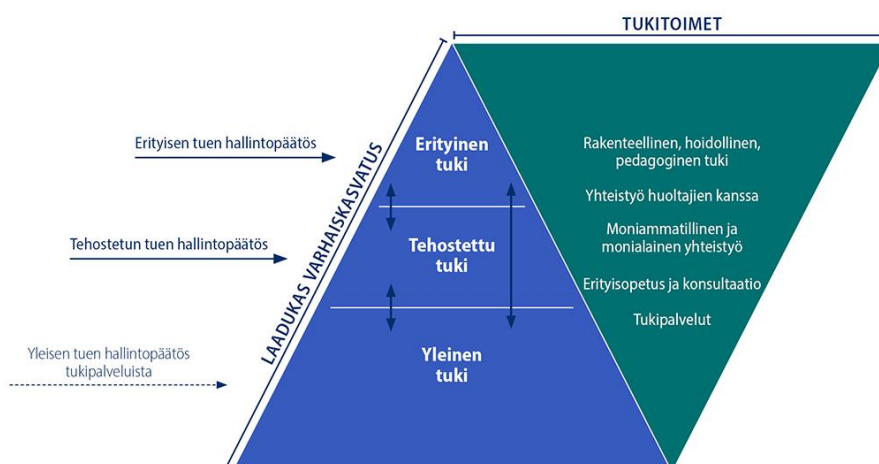 TUKITOIMET
Erityisen tuen hallintopäätös
Tehostetun tuen hallintopäätös
Yleisen tuen hallintopäätös
tukipalveluista
LAADUKAS VARHAISKASVATUS
Erityinen
tuki
Tehostettu
tuki
Yleinen
tuki
Rakenteellinen, hoidollinen,
pedagoginen tuki
Yhteistyö huoltajien kanssa
Moniammatillinen ja
monialainen yhteistyö
Erityisopetus ja konsultaatio
Tukipalvelut